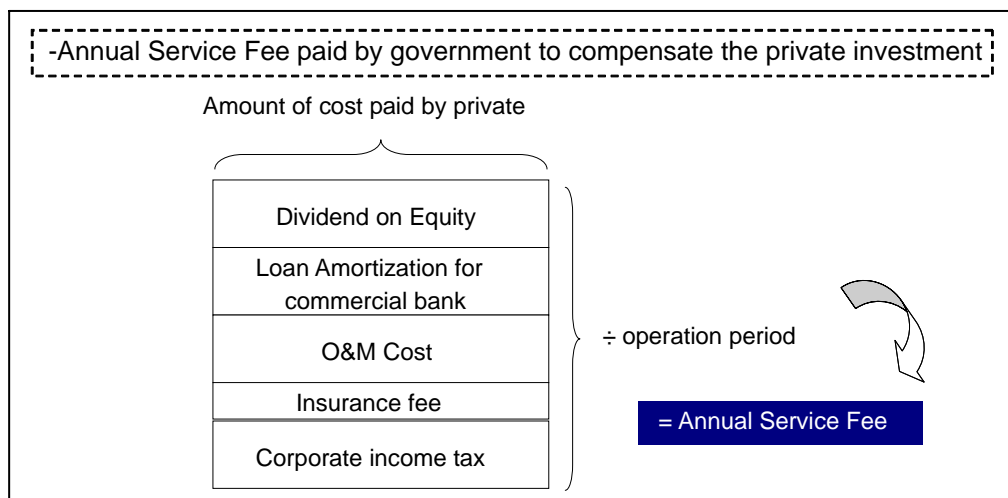 -Annual Service Fee paid by government to compensate the private investment
Amount of cost paid by private
Dividend on Equity
Loan Amortization for
commercial bank
O&M Cost
Insurance fee
Corporate income tax
÷ operation period
= Annual Service Fee